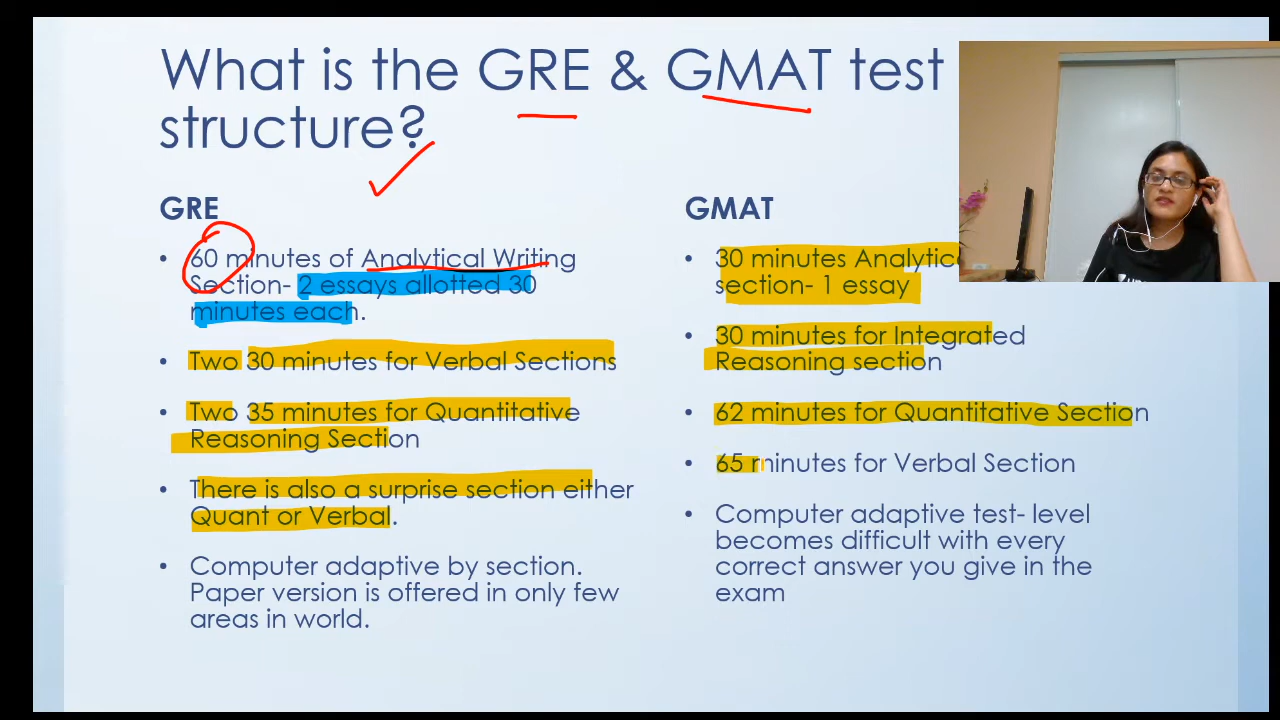 What is the GRE & GMAT test
structure?
GRE
60 minutes of Analytical Writing
Section- 2 essays allotted 30
minutes each.
Two 30 minutes for Verbal Sections
Two 35 minutes for Quantitative
Reasoning Section
There is also a surprise section either
Quant or Verbal.
Computer adaptive by section.
Paper version is offered in only few
areas in world.
GMAT
30 minutes
section- 1 essay
30 minutes for Integrated
Reasoning section
62 minutes for Quantitative Section
65 minutes for Verbal Section
Computer adaptive test- level
becomes difficult with every
correct answer you give in the
exam